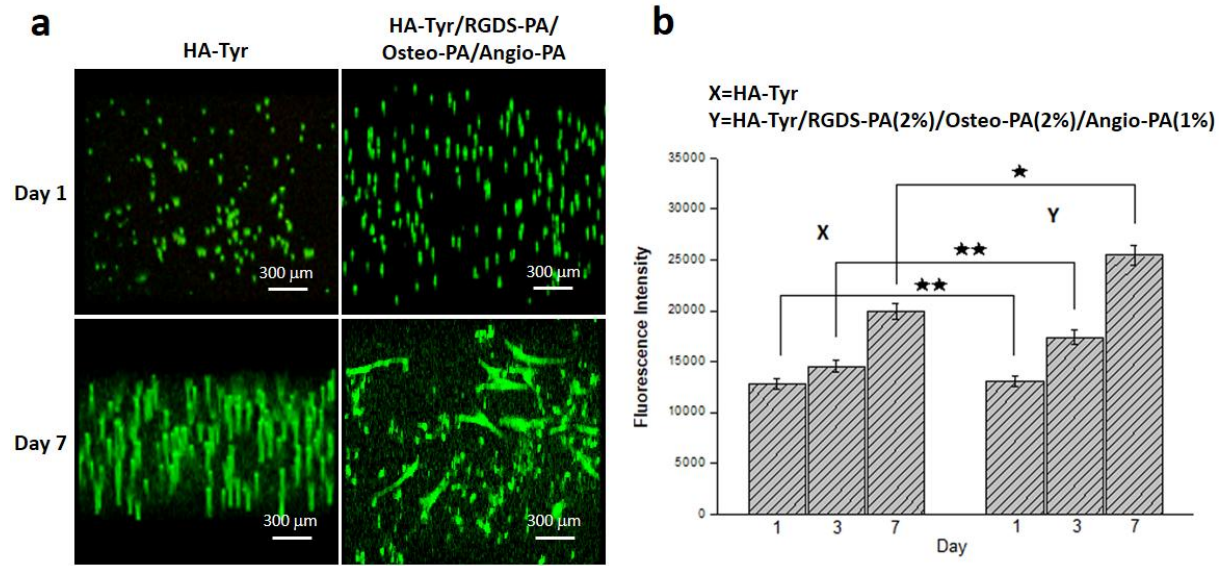 a
HA-Tyr
HA-Tyr/RGDS-PA/
Osteo-PA/Angio-PA
Day 1
300 μm
300 μm
Day 7
300 μm
300 μm
b
X=HA-Tyr
Y=HA-Tyr/RGDS-PA(2%)/Osteo-PA(2%)/Angio-PA(1%)
Fluorescence Intensity
35000
30000
25000
20000
15000
10000
5000
0
X
Y
★
★★
★★
1 3 7 1 3 7
Day